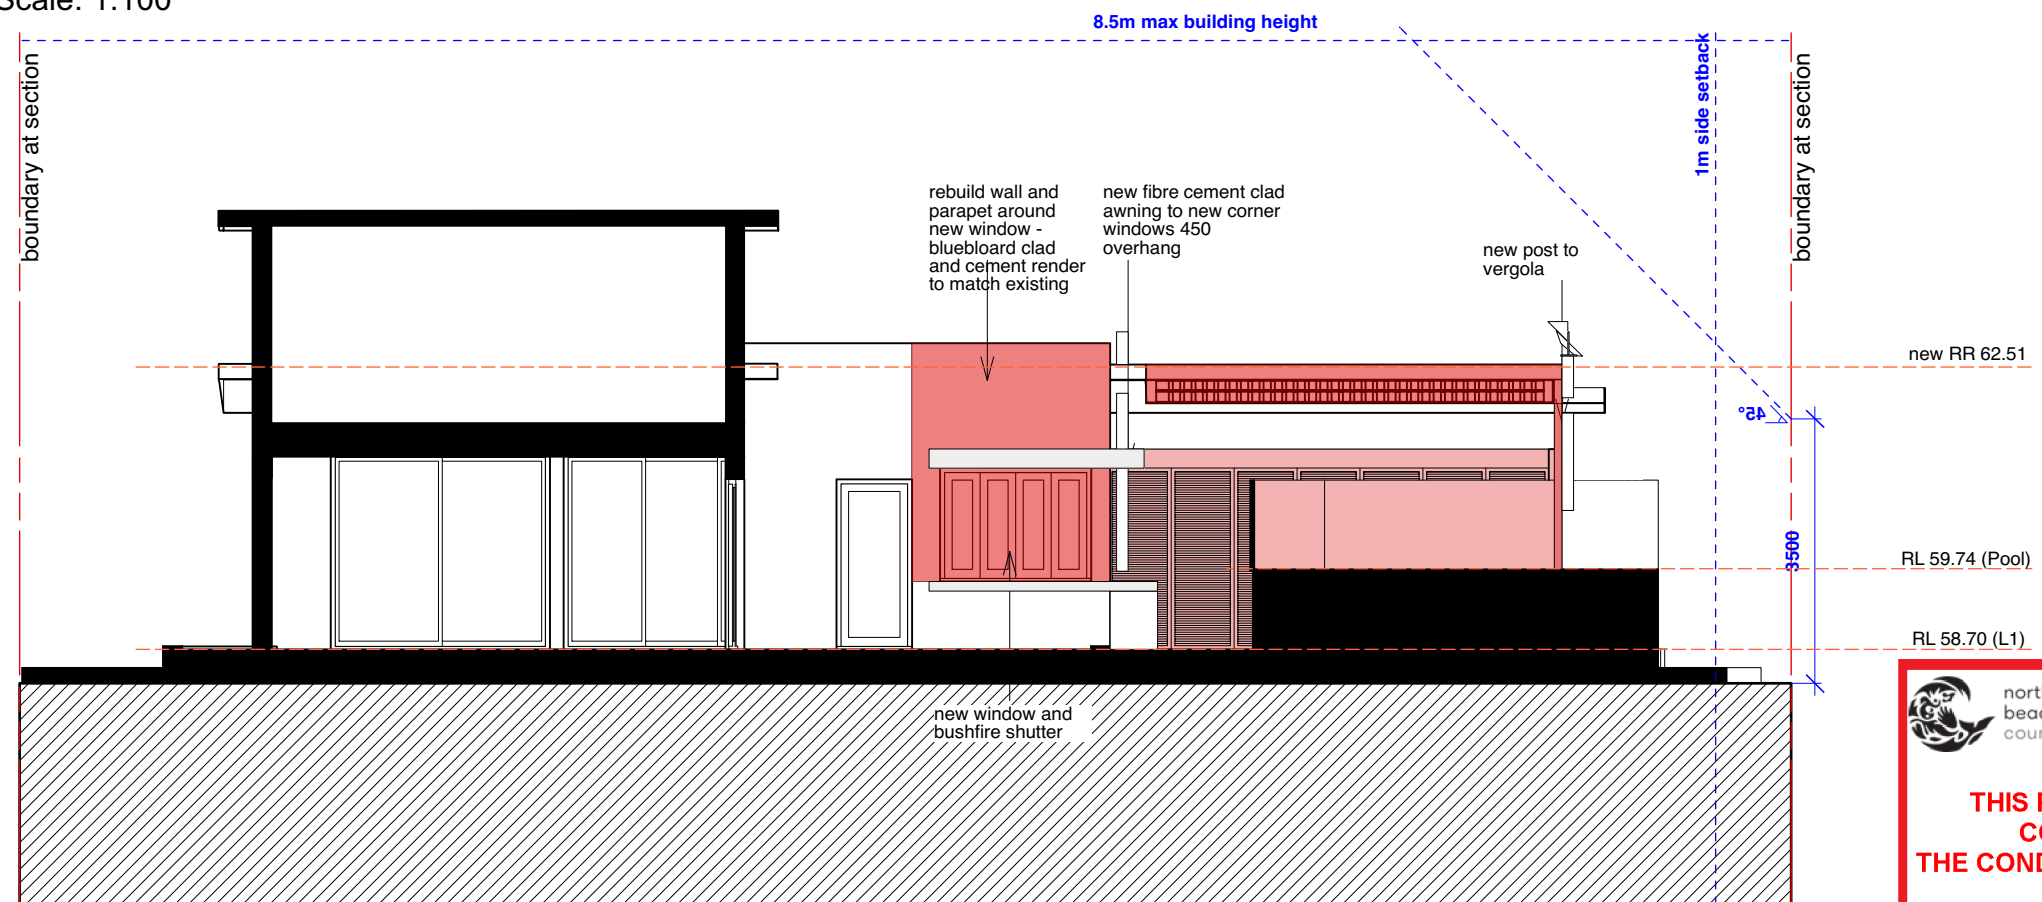 Scale: 1:100
8.5m max building height
boundary at section
1m side setback
boundary at section
rebuild wall and
parapet around
new window -
bluebloard clad
and cement render
to match existing
new fibre cement clad
awning to new corner
windows 450
overhang
new post to
vergola
new RR 62.51
45°
3500
RL 59.74 (Pool)
RL 58.70 (L1)
new window and
bushfire shutter
THIS
THE